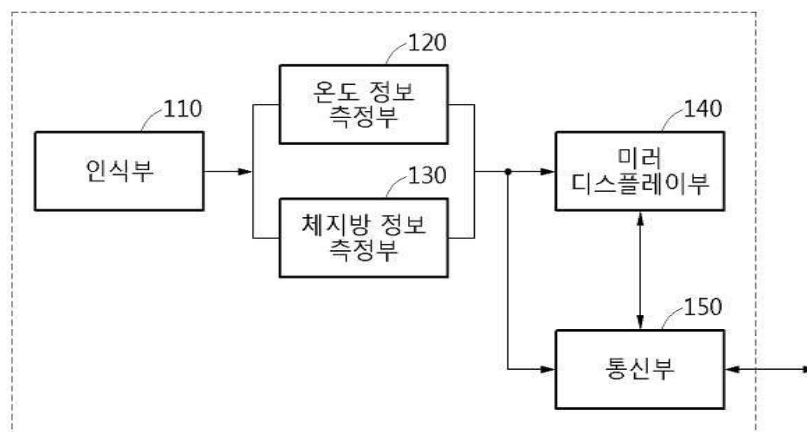 120
온도 정보
측정부
110
인식부
140
미러
디스플레이부
130
체지방 정보
측정부
150
통신부